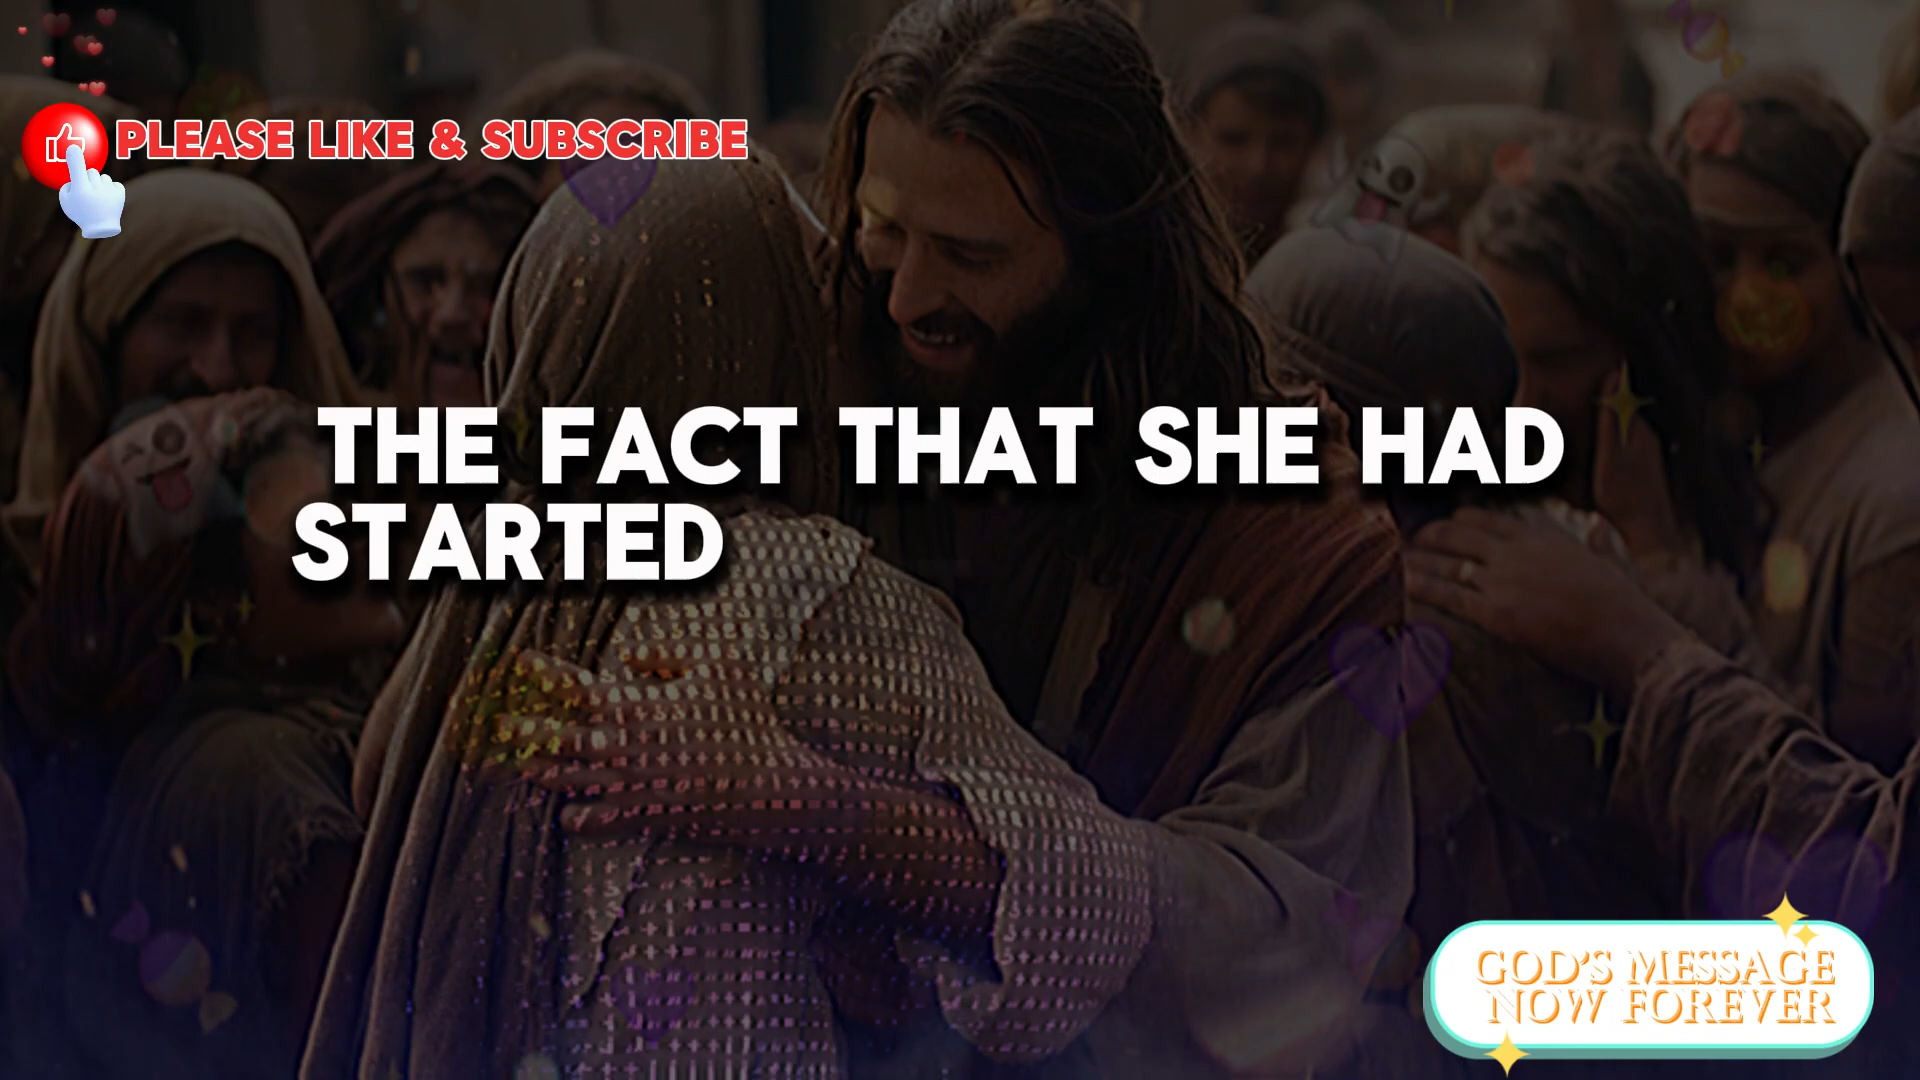 PLEASE LIKE & SUBSCRIBE
THE FACT THAT SHE HAD
STARTED
GOD'S MESSAGE
NOW FOREVER